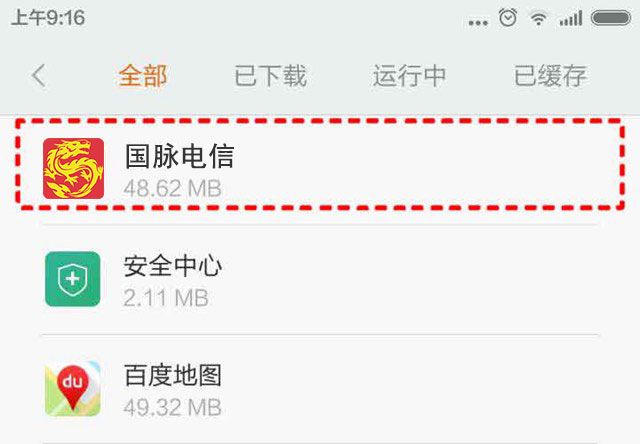 上午9:16
全部 已下载 运行中 已缓存
国脉电信
48.62 MB
安全中心
2.11 MB
du
百度地图
49.32 MB